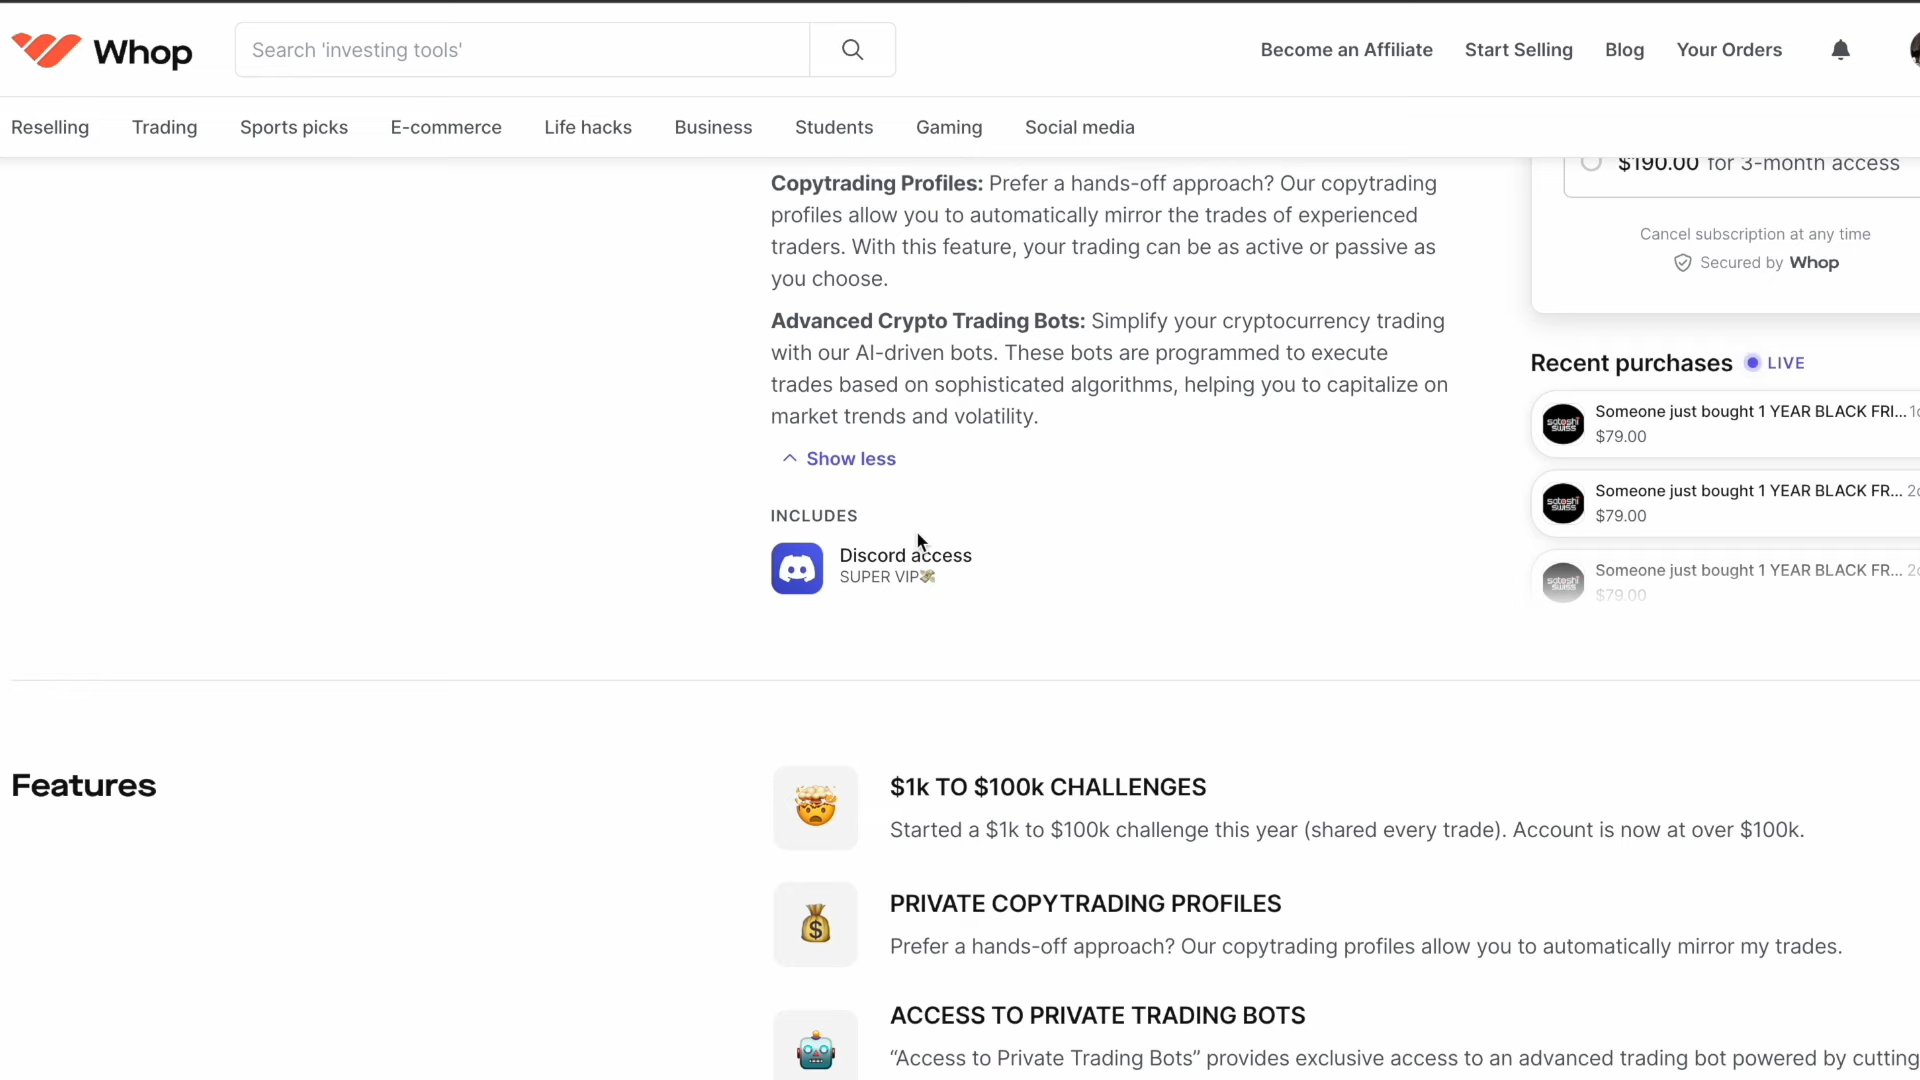 Whop
Search 'investing tools'
Become an Affiliate
Start Selling
Blog
Your Orders
Reselling
Trading
Sports picks
E-commerce
Life hacks
Business
Students
Gaming
Social media
Copytrading Profiles: Prefer a hands-off approach? Our copytrading
profiles allow you to automatically mirror the trades of experienced
traders. With this feature, your trading can be as active or passive as
you choose.
Advanced Crypto Trading Bots: Simplify your cryptocurrency trading
with our AI-driven bots. These bots are programmed to execute
trades based on sophisticated algorithms, helping you to capitalize on
market trends and volatility.
Show less
INCLUDES
Discord access
SUPER VIP💸
$190.00 for 3-month access
Cancel subscription at any time
Secured by Whop
Recent purchases LIVE
satoshi
swiss
Someone just bought 1 YEAR BLACK FRI...
$79.00
satoshi
swiss
Someone just bought 1 YEAR BLACK FR...
$79.00
satoshi
swiss
Someone just bought 1 YEAR BLACK FR...
$79.00
Features
$1k TO $100k CHALLENGES
Started a $1k to $100k challenge this year (shared every trade). Account is now at over $100k.
PRIVATE COPYTRADING PROFILES
Prefer a hands-off approach? Our copytrading profiles allow you to automatically mirror my trades.
ACCESS TO PRIVATE TRADING BOTS
“Access to Private Trading Bots” provides exclusive access to an advanced trading bot powered by cutting